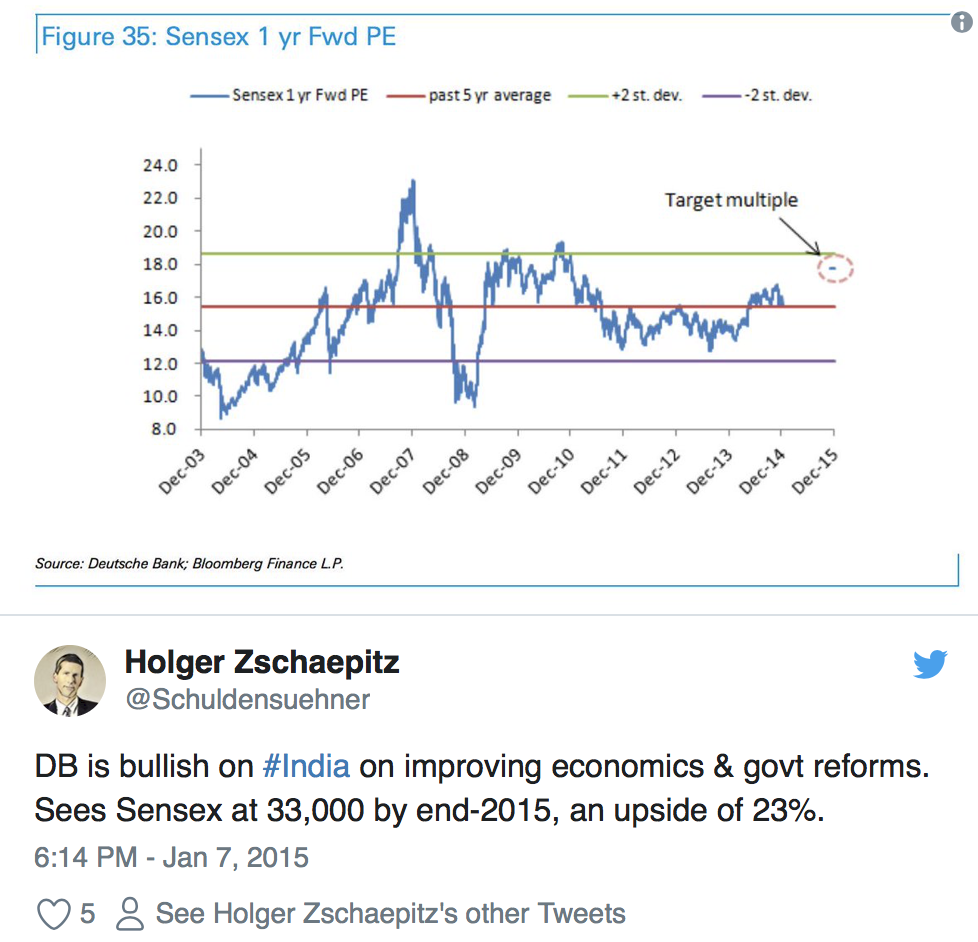 Figure 35: Sensex 1 yr Fwd PE
Sensex 1 yr Fwd PE past 5 yr average +2 st. dev. -2 st. dev.
24.0
22.0
20.0
18.0
16.0
14.0
12.0
10.0
8.0
Target multiple
Dec-03 Dec-04 Dec-05 Dec-06 Dec-07 Dec-08 Dec-09 Dec-10 Dec-11 Dec-12 Dec-13 Dec-14 Dec-15
Source: Deutsche Bank; Bloomberg Finance L.P.
Holger Zschaepitz
@Schuldensuehner
DB is bullish on #India on improving economics & govt reforms.
Sees Sensex at 33,000 by end-2015, an upside of 23%.
6:14 PM - Jan 7, 2015
5 See Holger Zschaepitz's other Tweets